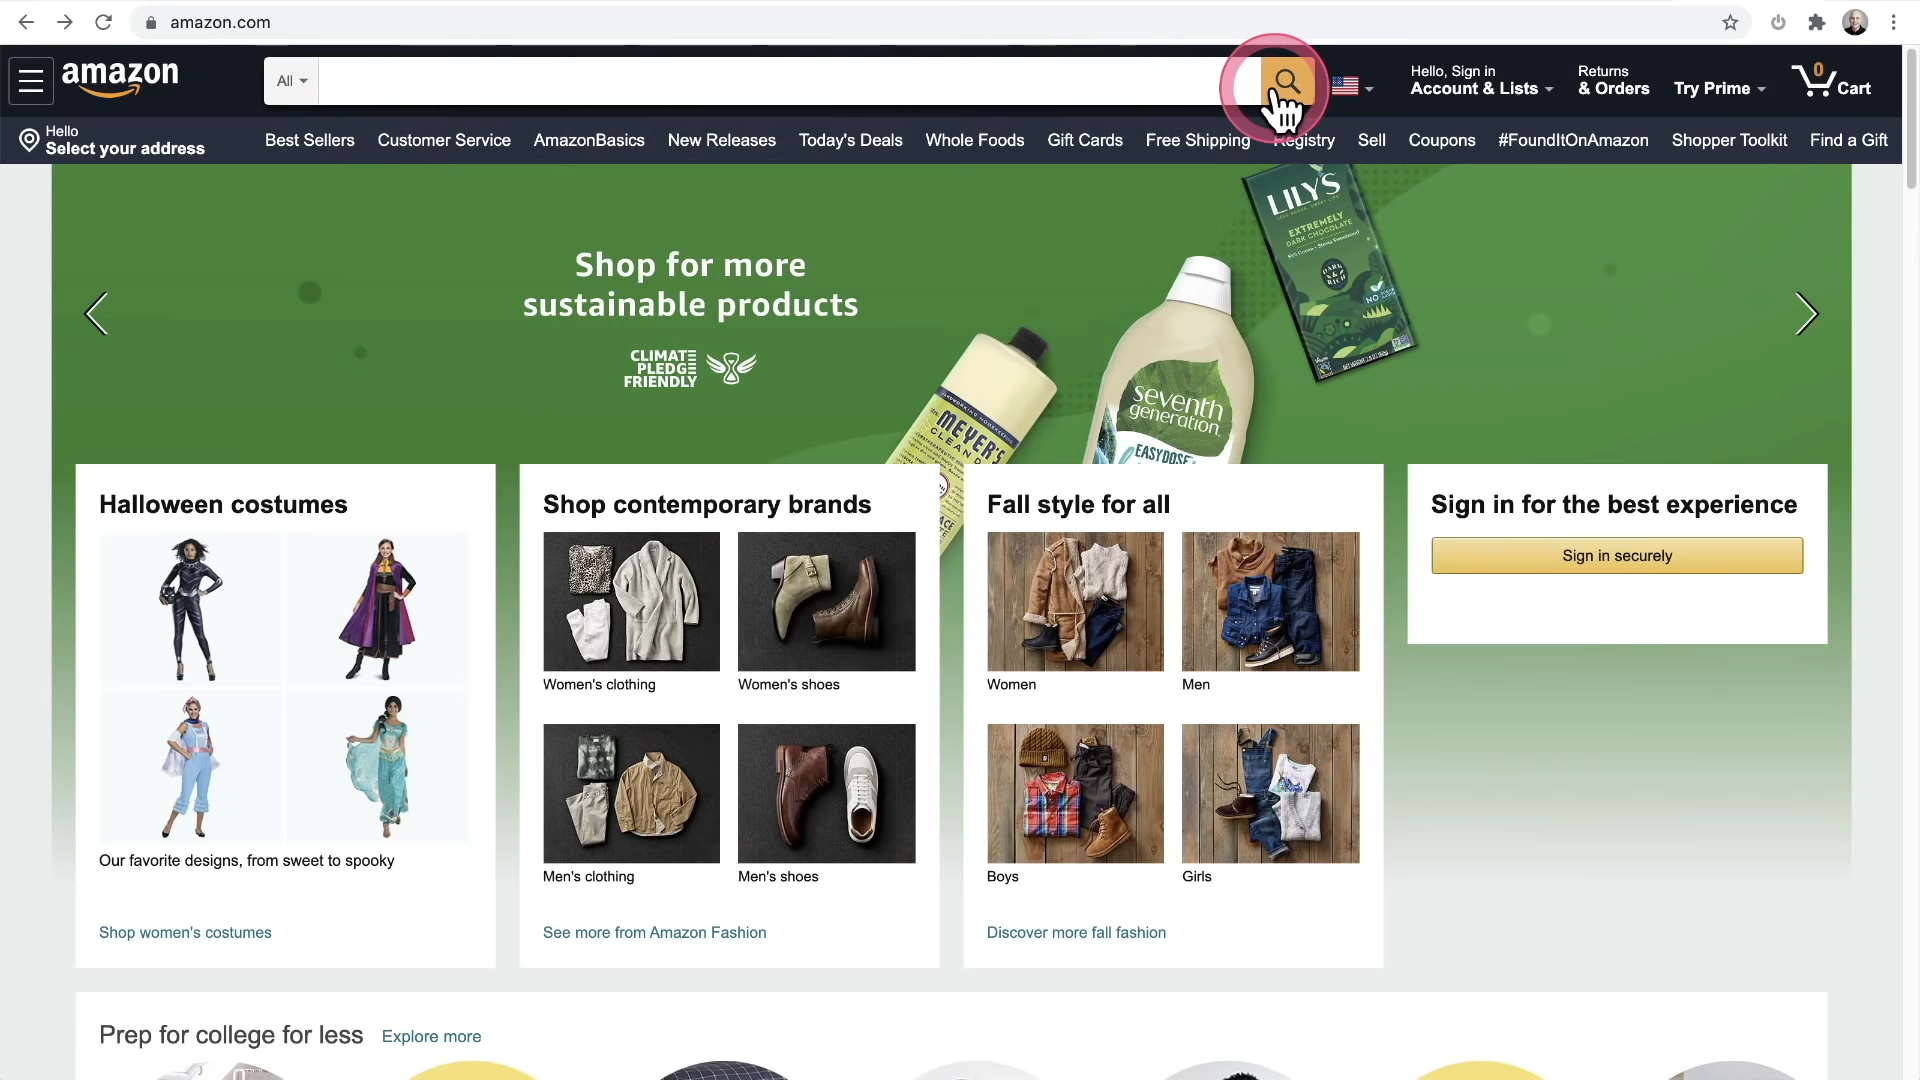 amazon.com
amazon
All
Hello, Sign in
Account & Lists
Returns
& Orders
Try Prime
0
Cart
Hello
Select your address
Best Sellers
Customer Service
AmazonBasics
New Releases
Today's Deals
Whole Foods
Gift Cards
Free Shipping
Registry
Sell
Coupons
#FoundItOnAmazon
Shopper Toolkit
Find a Gift
Shop for more
sustainable products
CLIMATE
PLEDGE
FRIENDLY
LILY'S
EXTREMELY
DARK CHOCOLATE
DARK
& RICH
NO
MEYER'S
CLEAN D
seventh
generation
EASYDOSE
Halloween costumes
Our favorite designs, from sweet to spooky
Shop women's costumes
Shop contemporary brands
Women's clothing
Women's shoes
Men's clothing
Men's shoes
See more from Amazon Fashion
Fall style for all
Women
Men
Boys
Girls
Discover more fall fashion
Sign in for the best experience
Sign in securely
Prep for college for less
Explore more